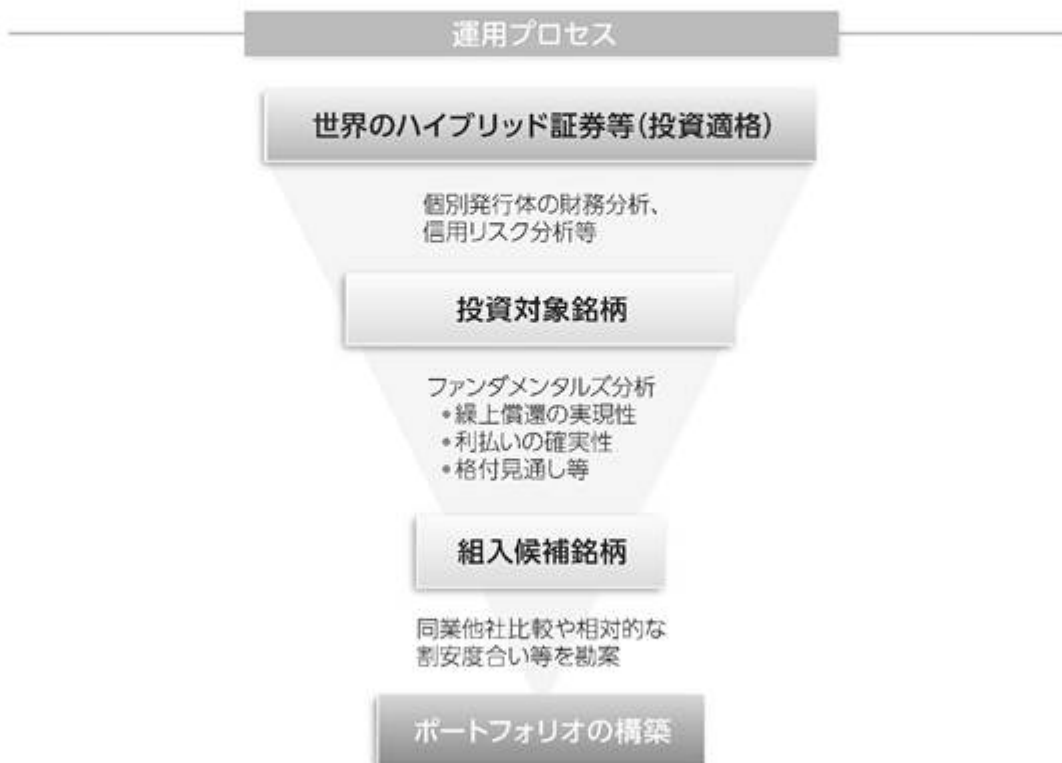 運用プロセス
世界のハイブリッド証券等(投資適格)
個別発行体の財務分析、
信用リスク分析等
投資対象銘柄
ファンダメンタルズ分析
•繰上償還の実現性
•利払いの確実性
•格付見通し等
組入候補銘柄
同業他社比較や相対的な
割安度合い等を勘案
ポートフォリオの構築